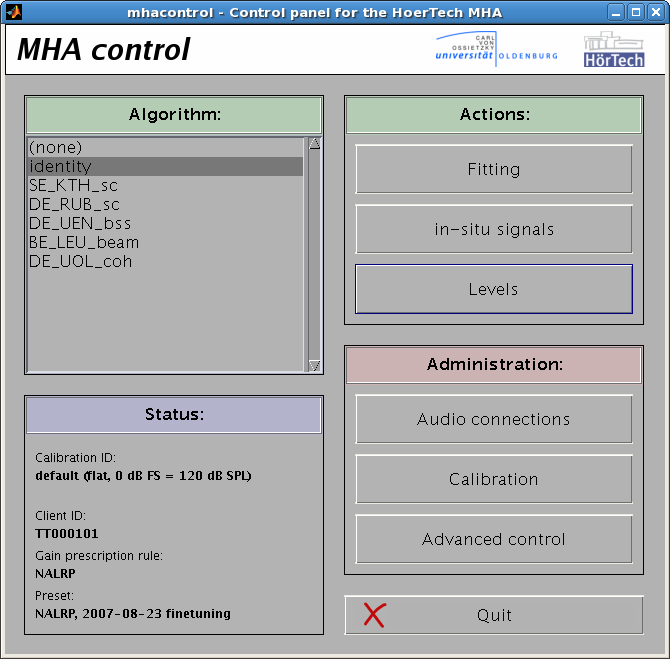 mhacontrol - Control panel for the HoerTech MHA
MHA control
CARL
VON
OSSIETZKY
universität OLDENBURG
HörTech
Algorithm:
(none)
identity
SE_KTH_sc
DE_RUB_sc
DE_UEN_bss
BE_LEU_beam
DE_UOL_coh
Status:
Calibration ID:
default (flat, 0 dB FS = 120 dB SPL)
Client ID:
TT000101
Gain prescription rule:
NALRP
Preset:
NALRP, 2007-08-23 finetuning
Actions:
Fitting
in-situ signals
Levels
Administration:
Audio connections
Calibration
Advanced control
Quit